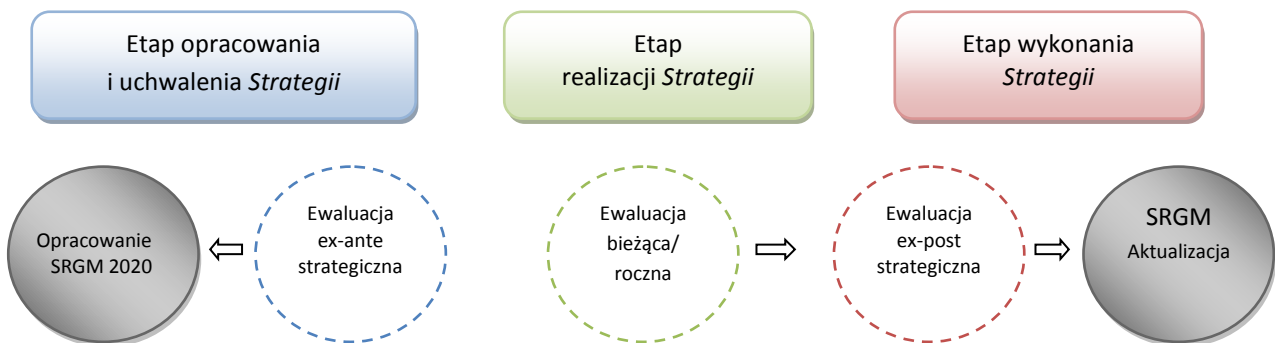 Etap opracowania
i uchwalenia Strategii
Etap
realizacji Strategii
Etap wykonania
Strategii
Opracowanie
SRGM 2020
Ewaluacja
ex-ante
strategiczna
Ewaluacja
bieżąca/
roczna
Ewaluacja
ex-post
strategiczna
SRGM
Aktualizacja